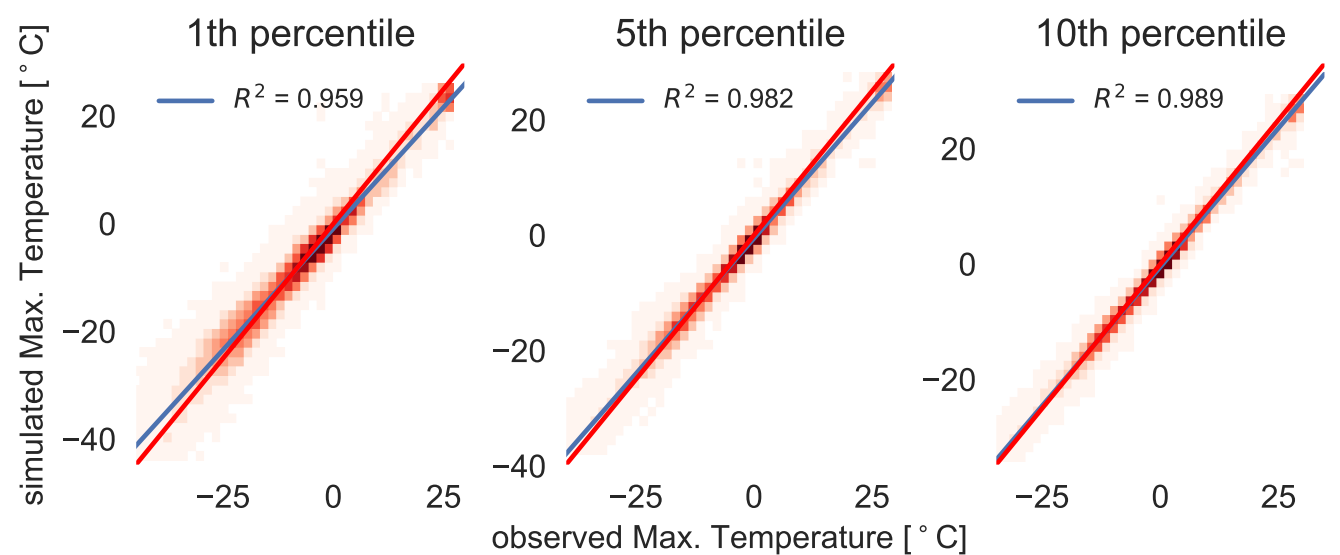 1th percentile
5th percentile
10th percentile
simulated Max. Temperature [°C]
R² = 0.959
20
0
−20
−40
−25 0 25
R² = 0.982
20
0
−20
−40
−25 0 25
R² = 0.989
20
0
−20
−25 0 25
observed Max. Temperature [°C]